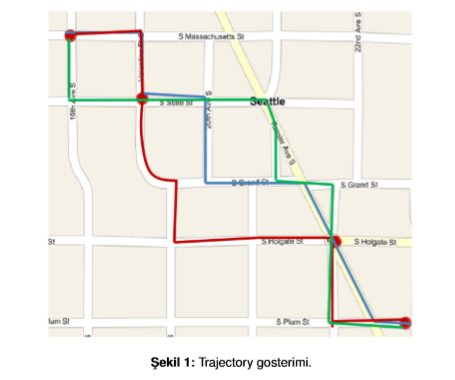 S Massachusetts St
22nd Ave S
18th Ave S
S State St
20th Ave S
Seattle
Rainier Ave S
S Grand St
S Grand St
St
S Holgate St
S Holgate St
lum St
S Plum St
Şekil 1: Trajectory gosterimi.